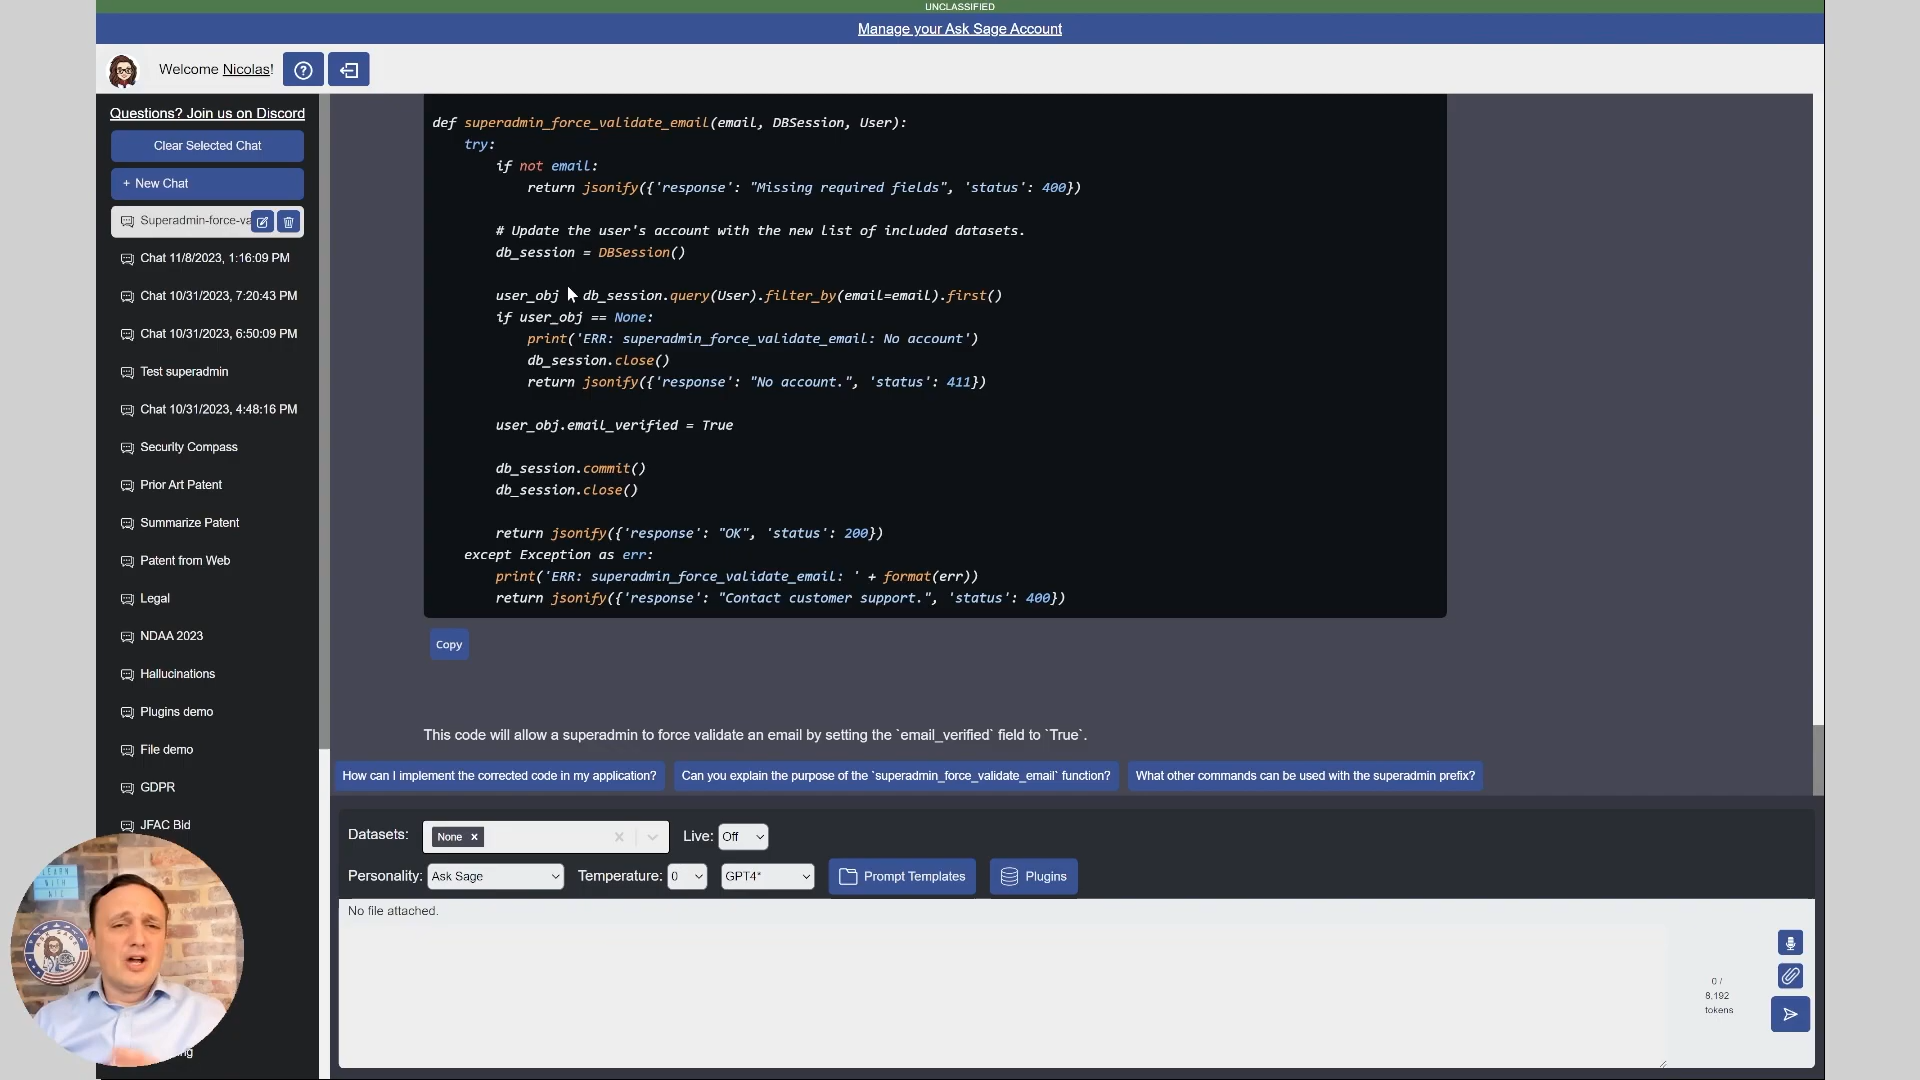 UNCLASSIFIED
Manage your Ask Sage Account
Welcome Nicolas!
Questions? Join us on Discord
Clear Selected Chat
+ New Chat
Superadmin-force-va
Chat 11/8/2023, 1:16:09 PM
Chat 10/31/2023, 7:20:43 PM
Chat 10/31/2023, 6:50:09 PM
Test superadmin
Chat 10/31/2023, 4:48:16 PM
Security Compass
Prior Art Patent
Summarize Patent
Patent from Web
Legal
NDAA 2023
Hallucinations
Plugins demo
File demo
GDPR
JFAC Bid
def superadmin_force_validate_email(email, DBSession, User):
try:
if not email:
return jsonify({'response': "Missing required fields", 'status': 400})
# Update the user's account with the new list of included datasets.
db_session = DBSession()
user_obj db_session.query(User).filter_by(email=email).first()
if user_obj == None:
print('ERR: superadmin_force_validate_email: No account')
db_session.close()
return jsonify({'response': "No account.", 'status': 411})
user_obj.email_verified = True
db_session.commit()
db_session.close()
return jsonify({'response': "OK", 'status': 200})
except Exception as err:
print('ERR: superadmin_force_validate_email: ' + format(err))
return jsonify({'response': "Contact customer support.", 'status': 400})
Copy
This code will allow a superadmin to force validate an email by setting the `email_verified` field to `True`.
How can I implement the corrected code in my application?
Can you explain the purpose of the `superadmin_force_validate_email` function?
What other commands can be used with the superadmin prefix?
Datasets: None × Live: Off
Personality: Ask Sage Temperature: 0 GPT4* Prompt Templates Plugins
No file attached.
0 /
8,192
tokens
LEARN
WITH
NIC
ASK SAGE